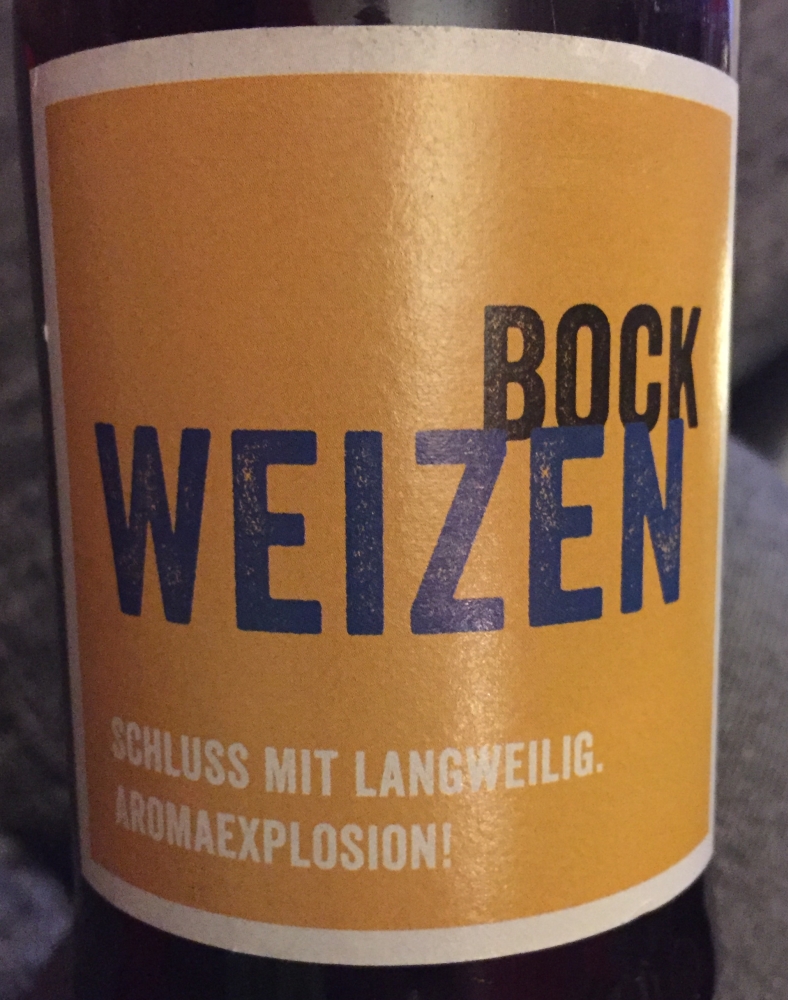 BOCK
WEIZEN
SCHLUSS MIT LANGWEILIG.
AROMAEXPLOSION!